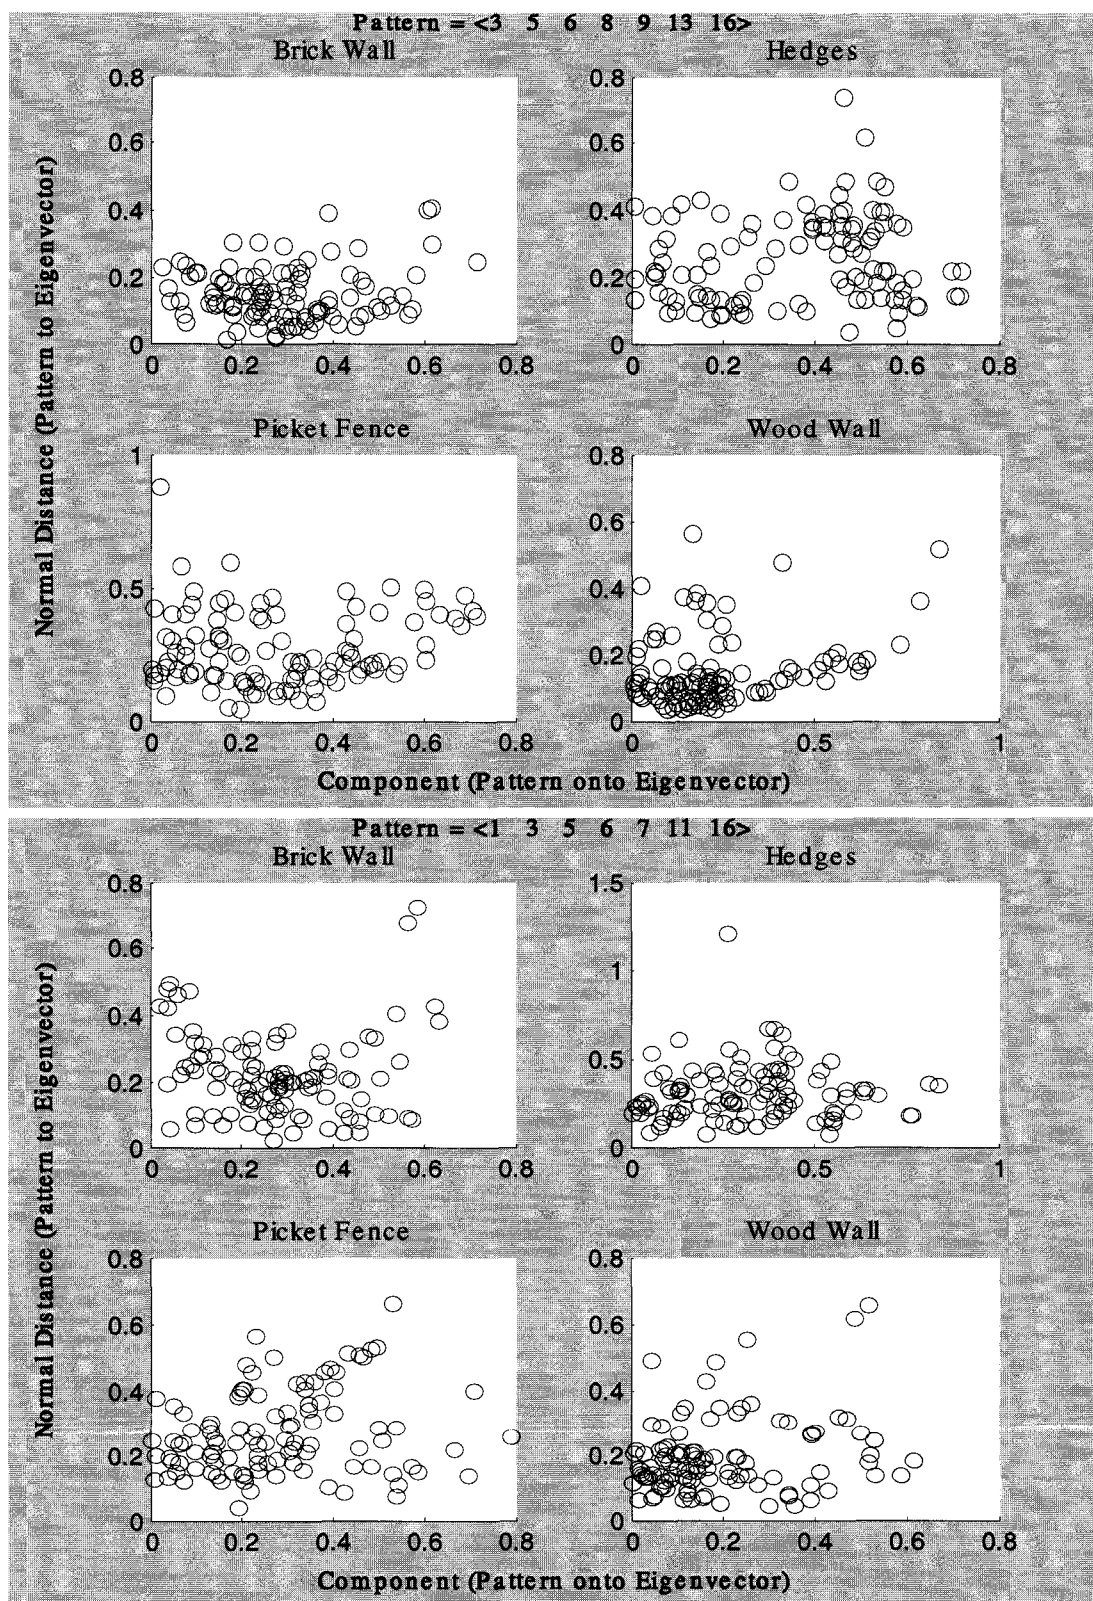 Pattern = <3 5 6 8 9 13 16>
Brick Wall
Hedges
0.8
0.6
0.4
0.2
0
0 0.2 0.4 0.6 0.8
0.8
0.6
0.4
0.2
0
0 0.2 0.4 0.6 0.8
Normal Distance (Pattern to Eigenvector)
Picket Fence
Wood Wall
1
0.5
0
0 0.2 0.4 0.6 0.8
0.8
0.6
0.4
0.2
0
0 0.5 1
Component (Pattern onto Eigenvector)
Pattern = <1 3 5 6 7 11 16>
Brick Wall
Hedges
0.8
0.6
0.4
0.2
0
0 0.2 0.4 0.6 0.8
1.5
1
0.5
0
0 0.5 1
Normal Distance (Pattern to Eigenvector)
Picket Fence
Wood Wall
0.8
0.6
0.4
0.2
0
0 0.2 0.4 0.6 0.8
0.8
0.6
0.4
0.2
0
0 0.2 0.4 0.6 0.8
Component (Pattern onto Eigenvector)